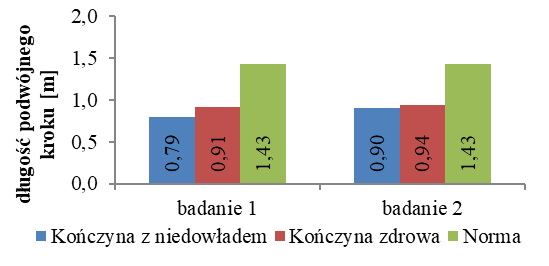 długość podwójnego
kroku [m]
2,0
1,5
1,0
0,5
0,0
0,79
0,91
1,43
0,90
0,94
1,43
badanie 1
badanie 2
Kończyna z niedowładem
Kończyna zdrowa
Norma